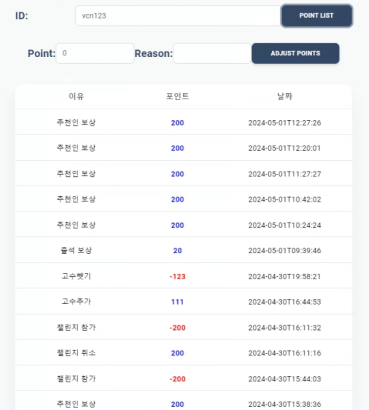 ID: vcn123 POINT LIST
Point: 0 Reason: ADJUST POINTS
이유 포인트 날짜
추천인 보상 200 2024-05-01T12:27:26
추천인 보상 200 2024-05-01T12:20:01
추천인 보상 200 2024-05-01T11:27:27
추천인 보상 200 2024-05-01T10:42:02
추천인 보상 200 2024-05-01T10:24:24
출석 보상 20 2024-05-01T09:39:46
고수뺏기 -123 2024-04-30T19:58:21
고수추가 111 2024-04-30T16:44:53
챌린지 참가 -200 2024-04-30T16:11:32
챌린지 취소 200 2024-04-30T16:11:16
챌린지 참가 -200 2024-04-30T15:44:03
추천인 보상 200 2024-04-30T15:38:36